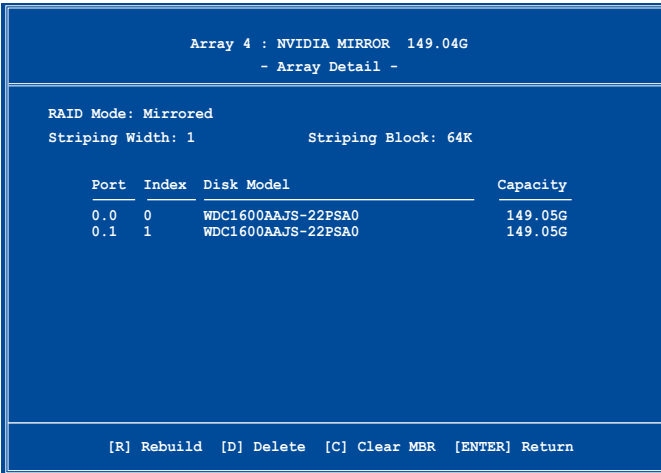 Array 4 : NVIDIA MIRROR 149.04G
- Array Detail -
RAID Mode: Mirrored
Striping Width: 1 Striping Block: 64K
Port Index Disk Model Capacity
0.0 0 WDC1600AAJS-22PSA0 149.05G
0.1 1 WDC1600AAJS-22PSA0 149.05G
[R] Rebuild [D] Delete [C] Clear MBR [ENTER] Return